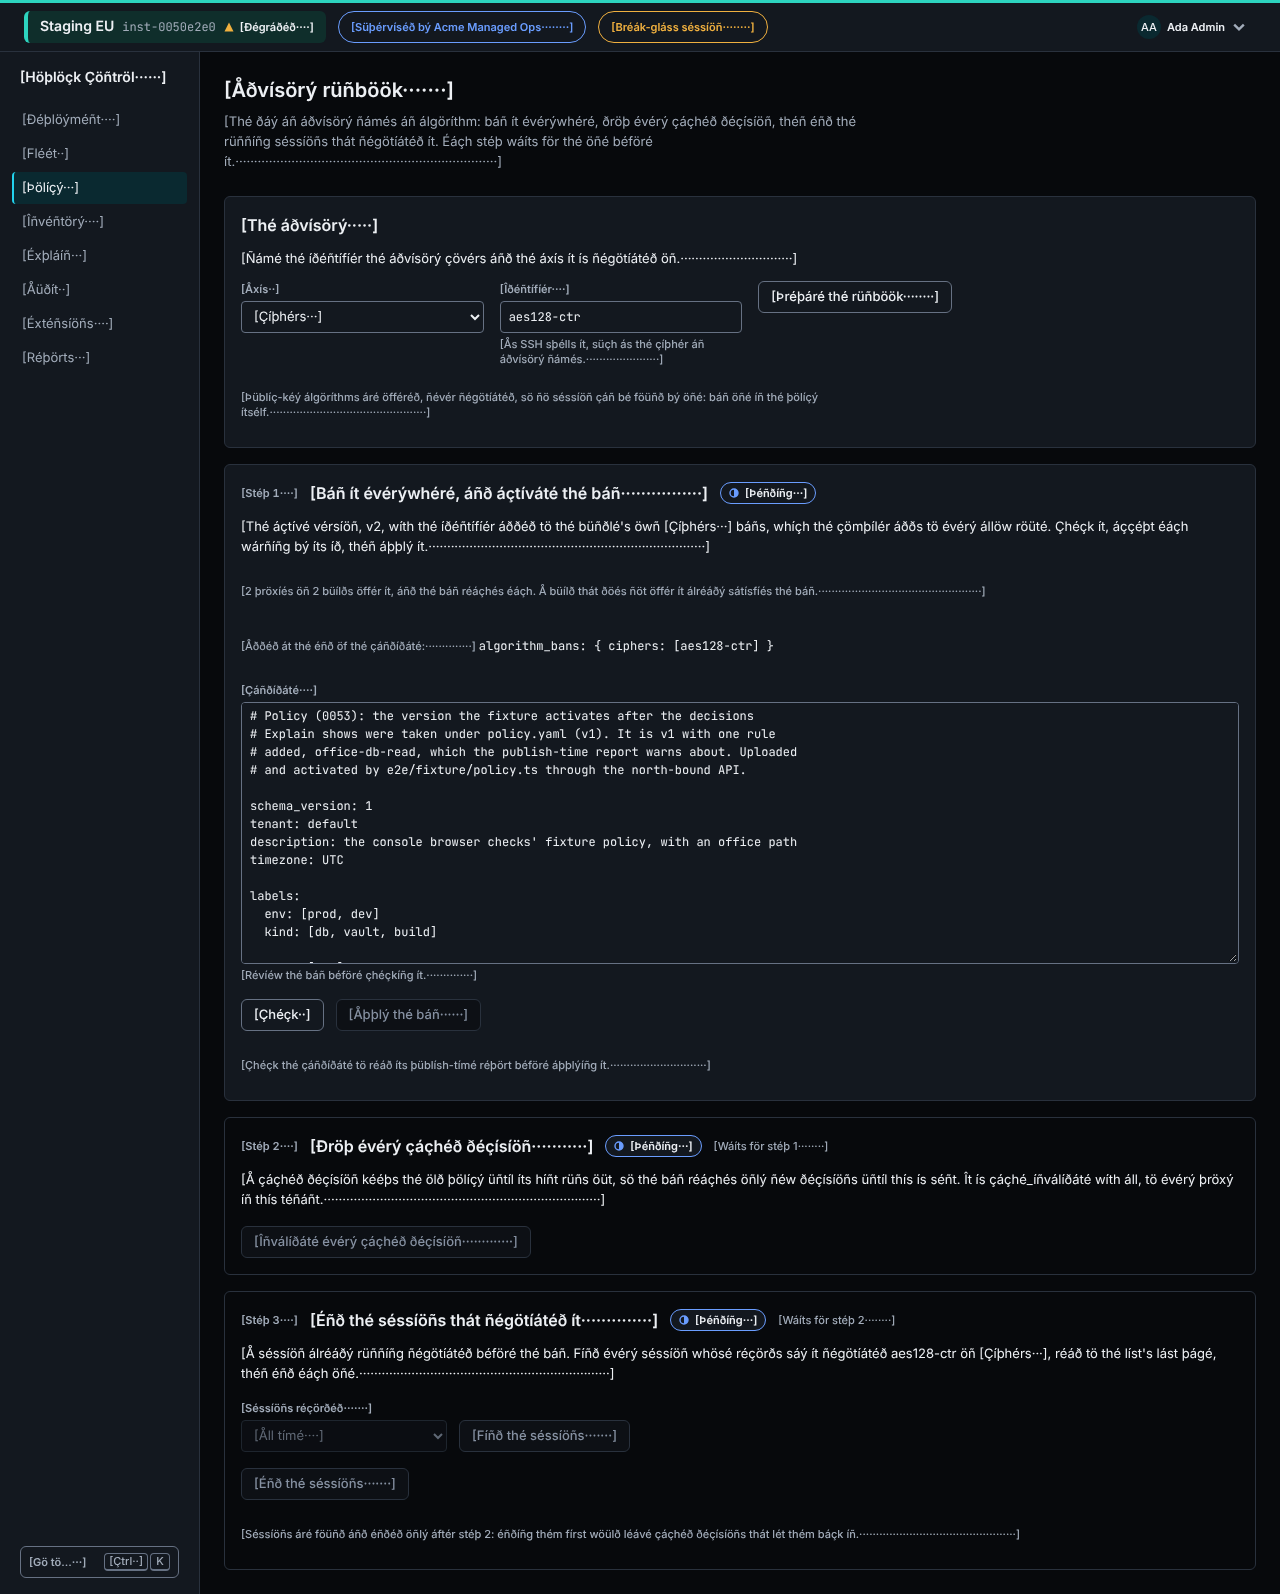 Staging EU inst-0050e2e0 [Ðégráðéð····] [Süþérvíséð bý Acme Managed Ops········] [Bréák-gláss séssíöñ········] AA Ada Admin
[Höþlöçk Çöñtröl······]
[Ðéþlöýméñt····]
[Fléét··]
[Þölíçý···]
[Îñvéñtörý····]
[Éxþláíñ···]
[Åüðít··]
[Éxtéñsíöñs····]
[Réþörts···]
[Gö tö…···] [Çtrl··] K
[Åðvísörý rüñböök·······]
[Thé ðáý áñ áðvísörý ñámés áñ álgöríthm: báñ ít évérýwhéré, ðröþ évérý çáçhéð ðéçísíöñ, théñ éñð thé
rüññíñg séssíöñs thát ñégötíátéð ít. Éáçh stéþ wáíts för thé öñé béföré
ít.······································································]
[Thé áðvísörý·····]
[Ñámé thé íðéñtífíér thé áðvísörý çövérs áñð thé áxís ít ís ñégötíátéð öñ.······························]
[Åxís··]
[Çíþhérs···]
[Îðéñtífíér····]
aes128-ctr
[Ås SSH sþélls ít, süçh ás thé çíþhér áñ
áðvísörý ñámés.·····················]
[Þréþáré thé rüñböök········]
[Þüblíç-kéý álgöríthms áré öfféréð, ñévér ñégötíátéð, sö ñö séssíöñ çáñ bé föüñð bý öñé: báñ öñé íñ thé þölíçý
ítsélf.···············································]
[Stéþ 1····] [Báñ ít évérýwhéré, áñð áçtíváté thé báñ················] [Þéñðíñg···]
[Thé áçtívé vérsíöñ, v2, wíth thé íðéñtífíér áððéð tö thé büñðlé's öwñ [Çíþhérs···] báñs, whíçh thé çömþílér áððs tö évérý állöw röüté. Çhéçk ít, áççéþt éáçh
wárñíñg bý íts íð, théñ áþþlý ít.··········································································]
[2 þröxíés öñ 2 büílðs öffér ít, áñð thé báñ réáçhés éáçh. Å büílð thát ðöés ñöt öffér ít álréáðý sátísfíés thé báñ.·················································]
[Åððéð át thé éñð öf thé çáñðíðáté:··············] algorithm_bans: { ciphers: [aes128-ctr] }
[Çáñðíðáté····]
# Policy (0053): the version the fixture activates after the decisions
# Explain shows were taken under policy.yaml (v1). It is v1 with one rule
# added, office-db-read, which the publish-time report warns about. Uploaded
# and activated by e2e/fixture/policy.ts through the north-bound API.
schema_version: 1
tenant: default
description: the console browser checks' fixture policy, with an office path
timezone: UTC
labels:
env: [prod, dev]
kind: [db, vault, build]
[Révíéw thé báñ béföré çhéçkíñg ít.··············]
[Çhéçk··] [Åþþlý thé báñ······]
[Çhéçk thé çáñðíðáté tö réáð íts þüblísh-tímé réþört béföré áþþlýíñg ít.·····························]
[Stéþ 2····] [Ðröþ évérý çáçhéð ðéçísíöñ···········] [Þéñðíñg···] [Wáíts för stéþ 1········]
[Å çáçhéð ðéçísíöñ kééþs thé ölð þölíçý üñtíl íts híñt rüñs öüt, sö thé báñ réáçhés öñlý ñéw ðéçísíöñs üñtíl thís ís séñt. Ît ís çáçhé_íñválíðáté wíth áll, tö évérý þröxý
íñ thís téñáñt.··········································································]
[Îñválíðáté évérý çáçhéð ðéçísíöñ·············]
[Stéþ 3····] [Éñð thé séssíöñs thát ñégötíátéð ít··············] [Þéñðíñg···] [Wáíts för stéþ 2········]
[Å séssíöñ álréáðý rüññíñg ñégötíátéð béföré thé báñ. Fíñð évérý séssíöñ whösé réçörðs sáý ít ñégötíátéð aes128-ctr öñ [Çíþhérs···], réáð tö thé líst's lást þágé,
théñ éñð éáçh öñé.···································································]
[Séssíöñs réçörðéð·······]
[Åll tímé····] [Fíñð thé séssíöñs·······]
[Éñð thé séssíöñs·······]
[Séssíöñs áré föüñð áñð éñðéð öñlý áftér stéþ 2: éñðíñg thém fírst wöülð léávé çáçhéð ðéçísíöñs thát lét thém báçk íñ.···············································]